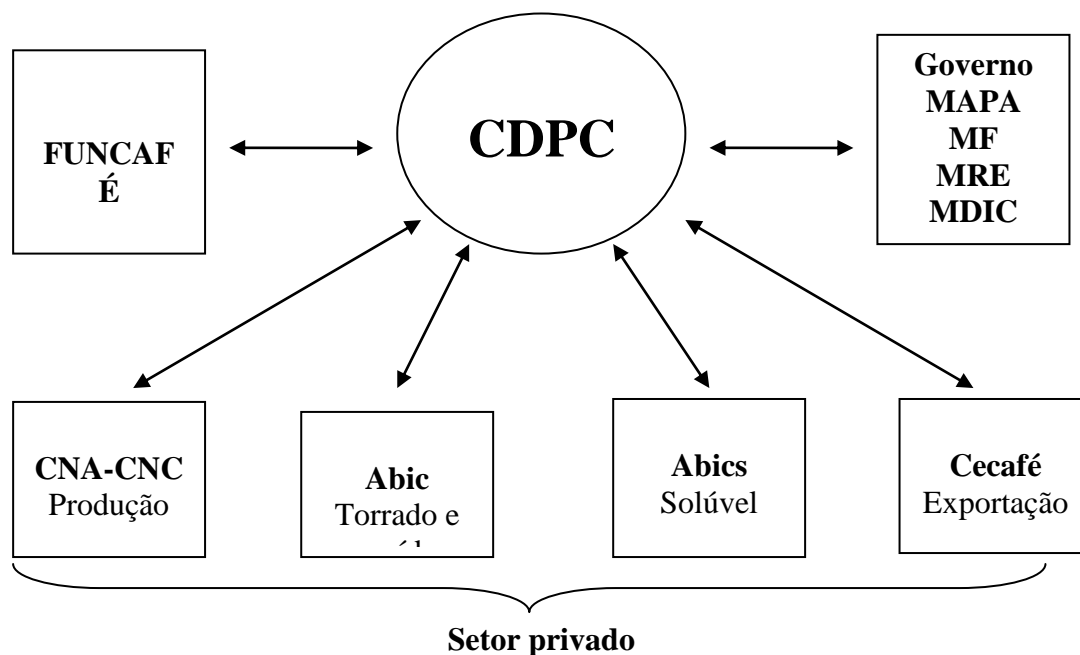 FUNCAF
É
CDPC
Governo
MAPA
MF
MRE
MDIC
CNA-CNC
Produção
Abic
Torrado e
Abics
Solúvel
Cecafé
Exportação
Setor privado